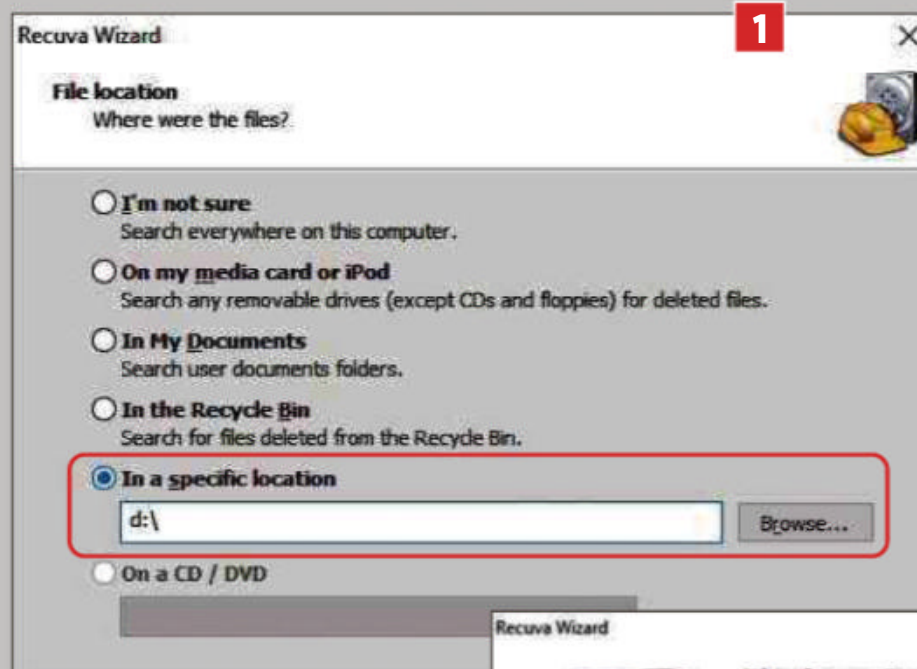 1
Recuva Wizard
File location
Where were the files?
I'm not sure
Search everywhere on this computer.
On my media card or iPod
Search any removable drives (except CDs and floppies) for deleted files.
In My Documents
Search user documents folders.
In the Recycle Bin
Search for files deleted from the Recycle Bin.
In a specific location
d:\
Browse...
On a CD / DVD
Recuva Wizard